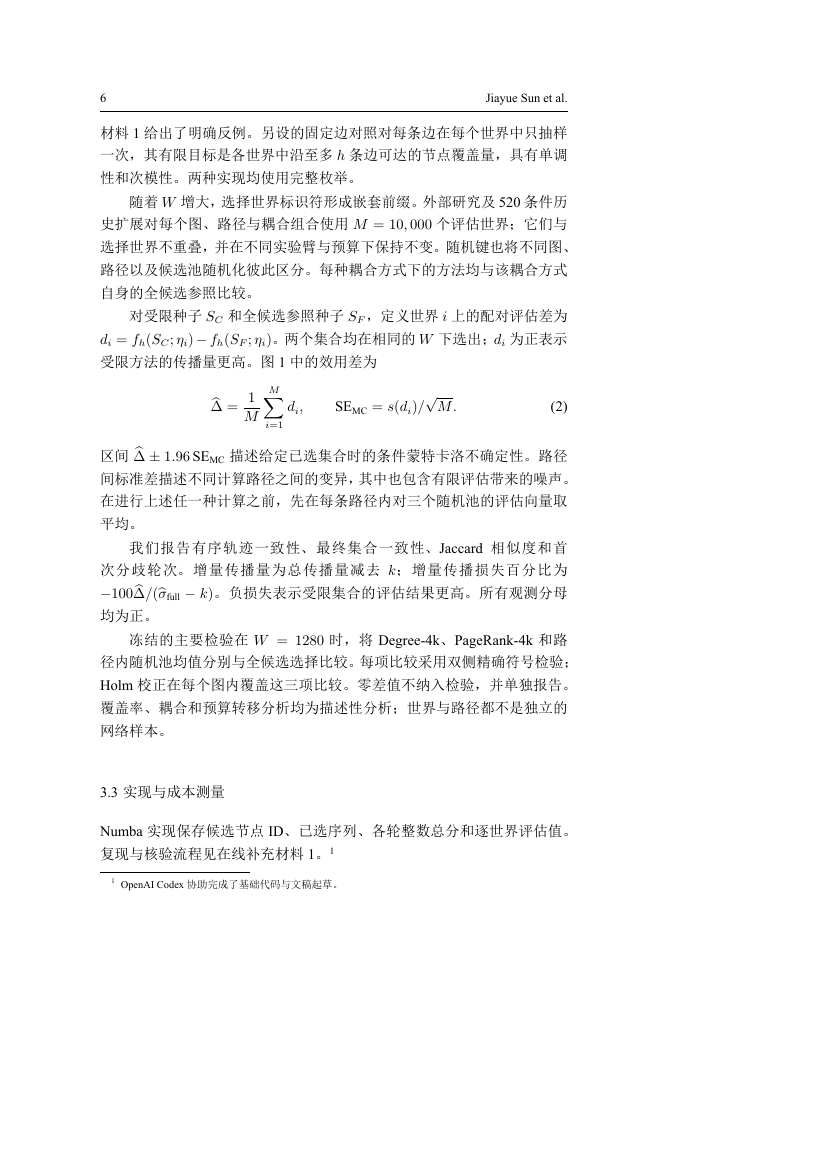 6 Jiayue Sun et al.
材料 1 给出了明确反例。另设的固定边对照对每条边在每个世界中只抽样
一次，其有限目标是各世界中沿至多 h 条边可达的节点覆盖量，具有单调
性和次模性。两种实现均使用完整枚举。
随着 W 增大，选择世界标识符形成嵌套前缀。外部研究及 520 条件历
史扩展对每个图、路径与耦合组合使用 M = 10,000 个评估世界；它们与
选择世界不重叠，并在不同实验臂与预算下保持不变。随机键也将不同图、
路径以及候选池随机化彼此区分。每种耦合方式下的方法均与该耦合方式
自身的全候选参照比较。
对受限种子 S_C 和全候选参照种子 S_F，定义世界 i 上的配对评估差为
d_i = f_h(S_C; η_i) − f_h(S_F; η_i)。两个集合均在相同的 W 下选出；d_i 为正表示
受限方法的传播量更高。图 1 中的效用差为
Δ̂ = 1/M ∑_{i=1}^{M} d_i, SE_MC = s(d_i)/√M. (2)
区间 Δ̂ ± 1.96 SE_MC 描述给定已选集合时的条件蒙特卡洛不确定性。路径
间标准差描述不同计算路径之间的变异，其中也包含有限评估带来的噪声。
在进行上述任一种计算之前，先在每条路径内对三个随机池的评估向量取
平均。
我们报告有序轨迹一致性、最终集合一致性、Jaccard 相似度和首
次分歧轮次。增量传播量为总传播量减去 k；增量传播损失百分比为
−100Δ̂/(σ̂_full − k)。负损失表示受限集合的评估结果更高。所有观测分母
均为正。
冻结的主要检验在 W = 1280 时，将 Degree-4k、PageRank-4k 和路
径内随机池均值分别与全候选选择比较。每项比较采用双侧精确符号检验；
Holm 校正在每个图内覆盖这三项比较。零差值不纳入检验，并单独报告。
覆盖率、耦合和预算转移分析均为描述性分析；世界与路径都不是独立的
网络样本。
3.3 实现与成本测量
Numba 实现保存候选节点 ID、已选序列、各轮整数总分和逐世界评估值。
复现与核验流程见在线补充材料 1。¹
¹ OpenAI Codex 协助完成了基础代码与文稿起草。